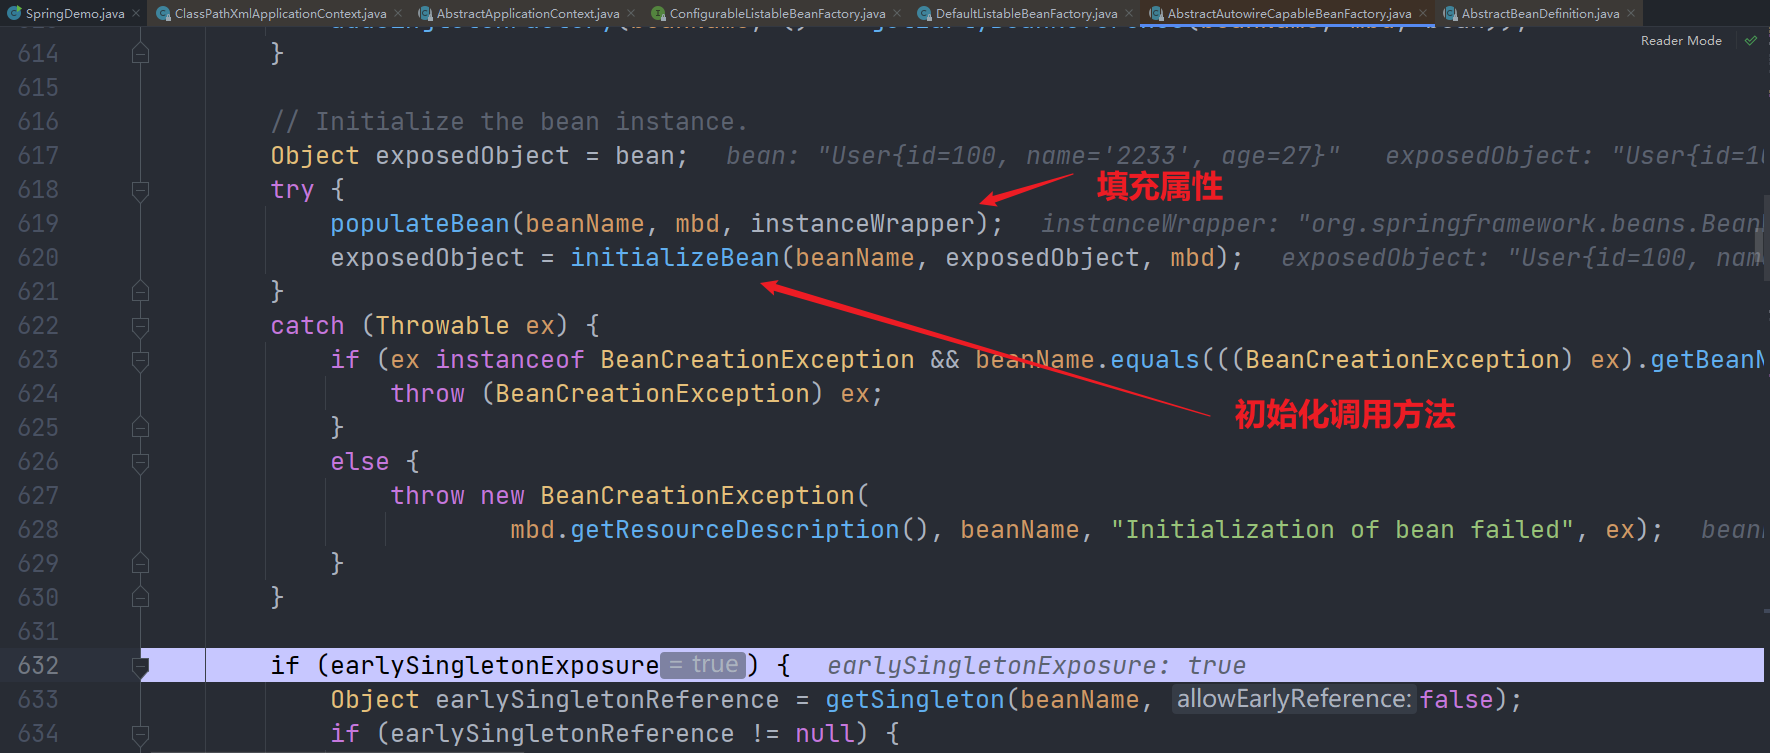 SpringDemo.java ClassPathXmlApplicationContext.java AbstractApplicationContext.java ConfigurableListableBeanFactory.java DefaultListableBeanFactory.java AbstractAutowireCapableBeanFactory.java AbstractBeanDefinition.java
Reader Mode
614 }
615
616 // Initialize the bean instance.
617 Object exposedObject = bean; bean: "User{id=100, name='2233', age=27}" exposedObject: "User{id=10
618 try {
填充属性
619 populateBean(beanName, mbd, instanceWrapper); instanceWrapper: "org.springframework.beans.Bean
620 exposedObject = initializeBean(beanName, exposedObject, mbd); exposedObject: "User{id=100, nam
621 }
622 catch (Throwable ex) {
623 if (ex instanceof BeanCreationException && beanName.equals(((BeanCreationException) ex).getBeanN
624 throw (BeanCreationException) ex;
初始化调用方法
625 }
626 else {
627 throw new BeanCreationException(
628 mbd.getResourceDescription(), beanName, "Initialization of bean failed", ex); bean
629 }
630 }
631
632 if (earlySingletonExposure = true ) { earlySingletonExposure: true
633 Object earlySingletonReference = getSingleton(beanName, allowEarlyReference: false);
634 if (earlySingletonReference != null) {